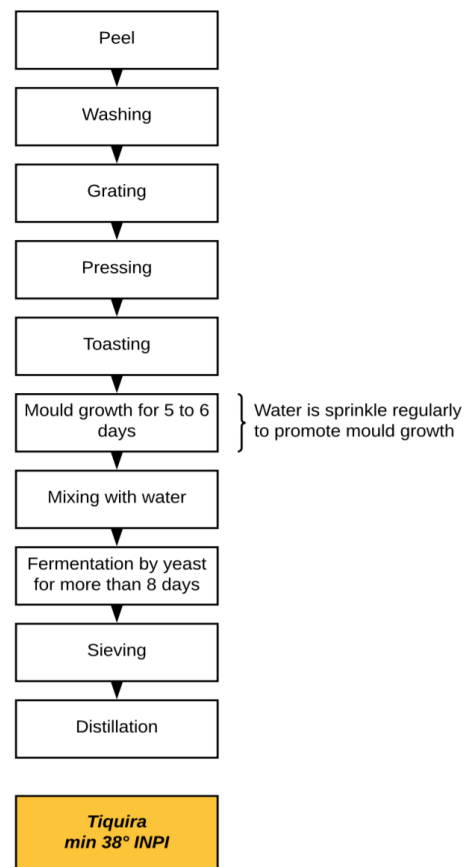 Peel
Washing
Grating
Pressing
Toasting
Mould growth for 5 to 6
days
Water is sprinkle regularly
to promote mould growth
Mixing with water
Fermentation by yeast
for more than 8 days
Sieving
Distillation
Tiquira
min 38° INPI